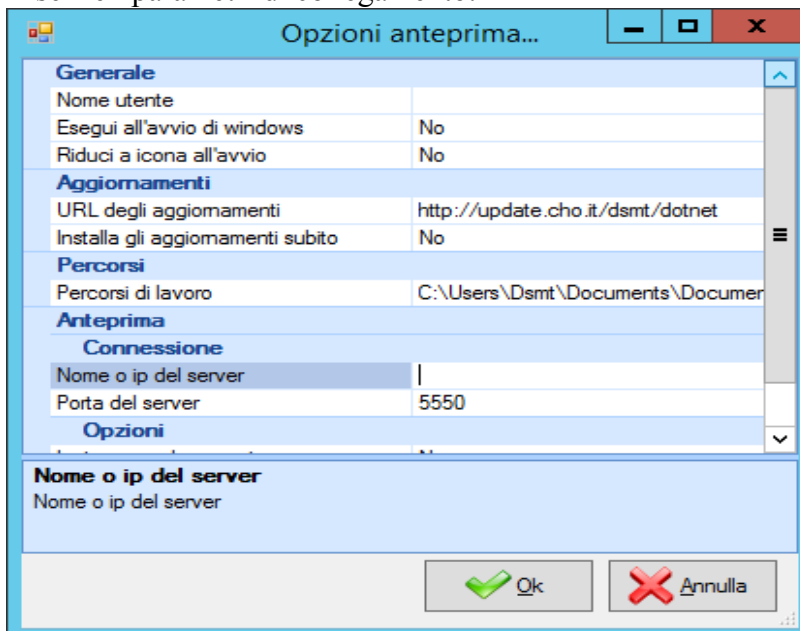 Opzioni anteprima...
Generale
Nome utente
Esegui all'avvio di windows No
Riduci a icona all'avvio No
Aggiornamenti
URL degli aggiornamenti http://update.cho.it/dsmt/dotnet
Installa gli aggiornamenti subito No
Percorsi
Percorsi di lavoro C:\Users\Dsmt\Documents\Documen
Anteprima
Connessione
Nome o ip del server
Porta del server 5550
Opzioni
Nome o ip del server
Nome o ip del server
Ok Annulla